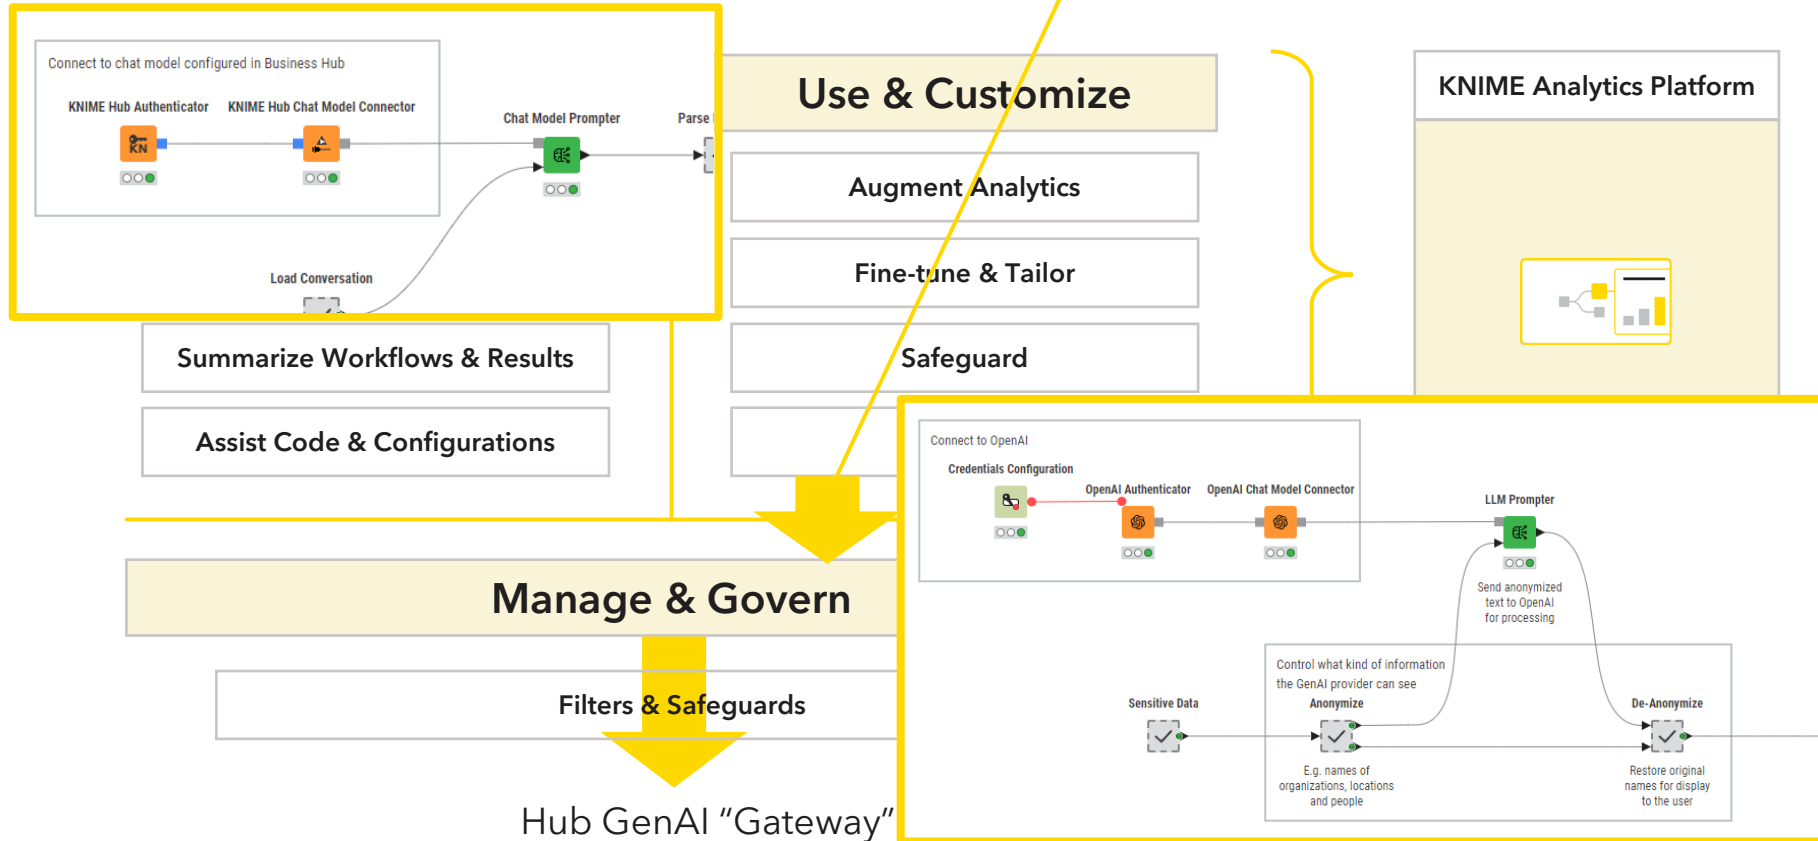 Connect to chat model configured in Business Hub
KNIME Hub Authenticator
KNIME Hub Chat Model Connector
KN
Chat Model Prompter
Parse
Load Conversation
Use & Customize
Augment Analytics
Fine-tune & Tailor
Safeguard
KNIME Analytics Platform
Summarize Workflows & Results
Assist Code & Configurations
Manage & Govern
Filters & Safeguards
Hub GenAI “Gateway”
Connect to OpenAI
Credentials Configuration
OpenAI Authenticator
OpenAI Chat Model Connector
LLM Prompter
Send anonymized
text to OpenAI
for processing
Control what kind of information
the GenAI provider can see
Sensitive Data
Anonymize
De-Anonymize
E.g. names of
organizations, locations
and people
Restore original
names for display
to the user